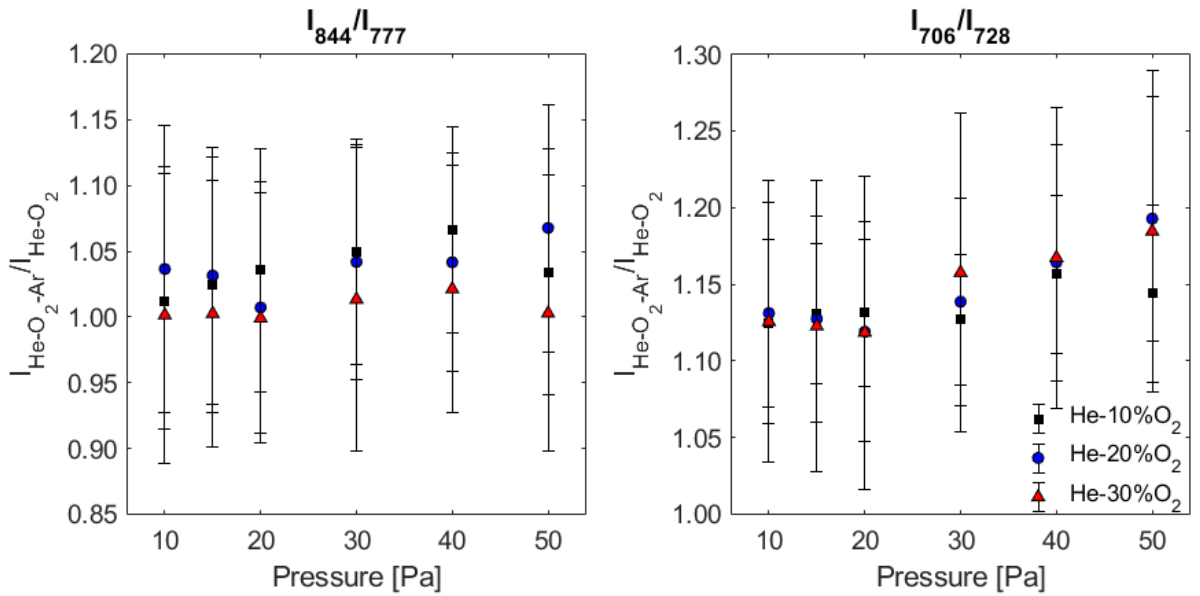 I844/I777
1.20
1.15
1.10
1.05
1.00
0.95
0.90
0.85
10 20 30 40 50
Pressure [Pa]
IHe-O2-Ar/IHe-O2
I706/I728
1.30
1.25
1.20
1.15
1.10
1.05
1.00
10 20 30 40 50
Pressure [Pa]
IHe-O2-Ar/IHe-O2
He-10%O2
He-20%O2
He-30%O2